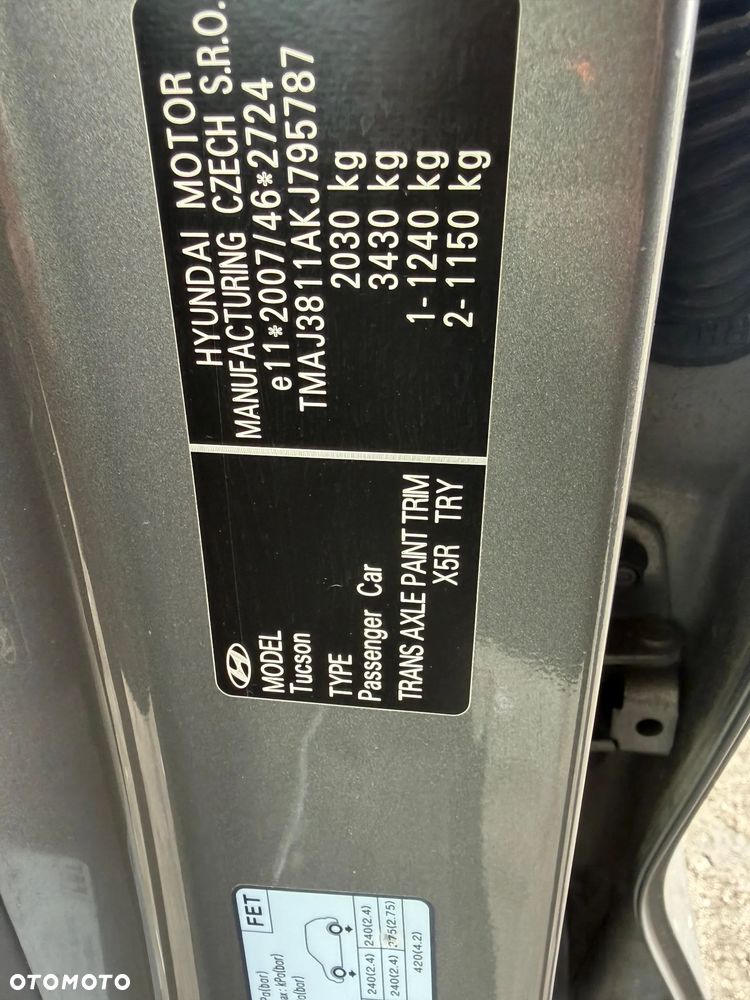 HYUNDAI MOTOR
MANUFACTURING CZECH S.R.O.
e11*2007/46*2724
TMAJ3811AKJ795787
2030 kg
3430 kg
1-1240 kg
2-1150 kg
MODEL
Tucson
TYPE
Passenger Car
TRANS AXLE PAINT TRIM
X5R TRY
FET
240(2.4) 240(2.4)
240(2.4) 275(2.75)
420(4.2)
OTOMOTO